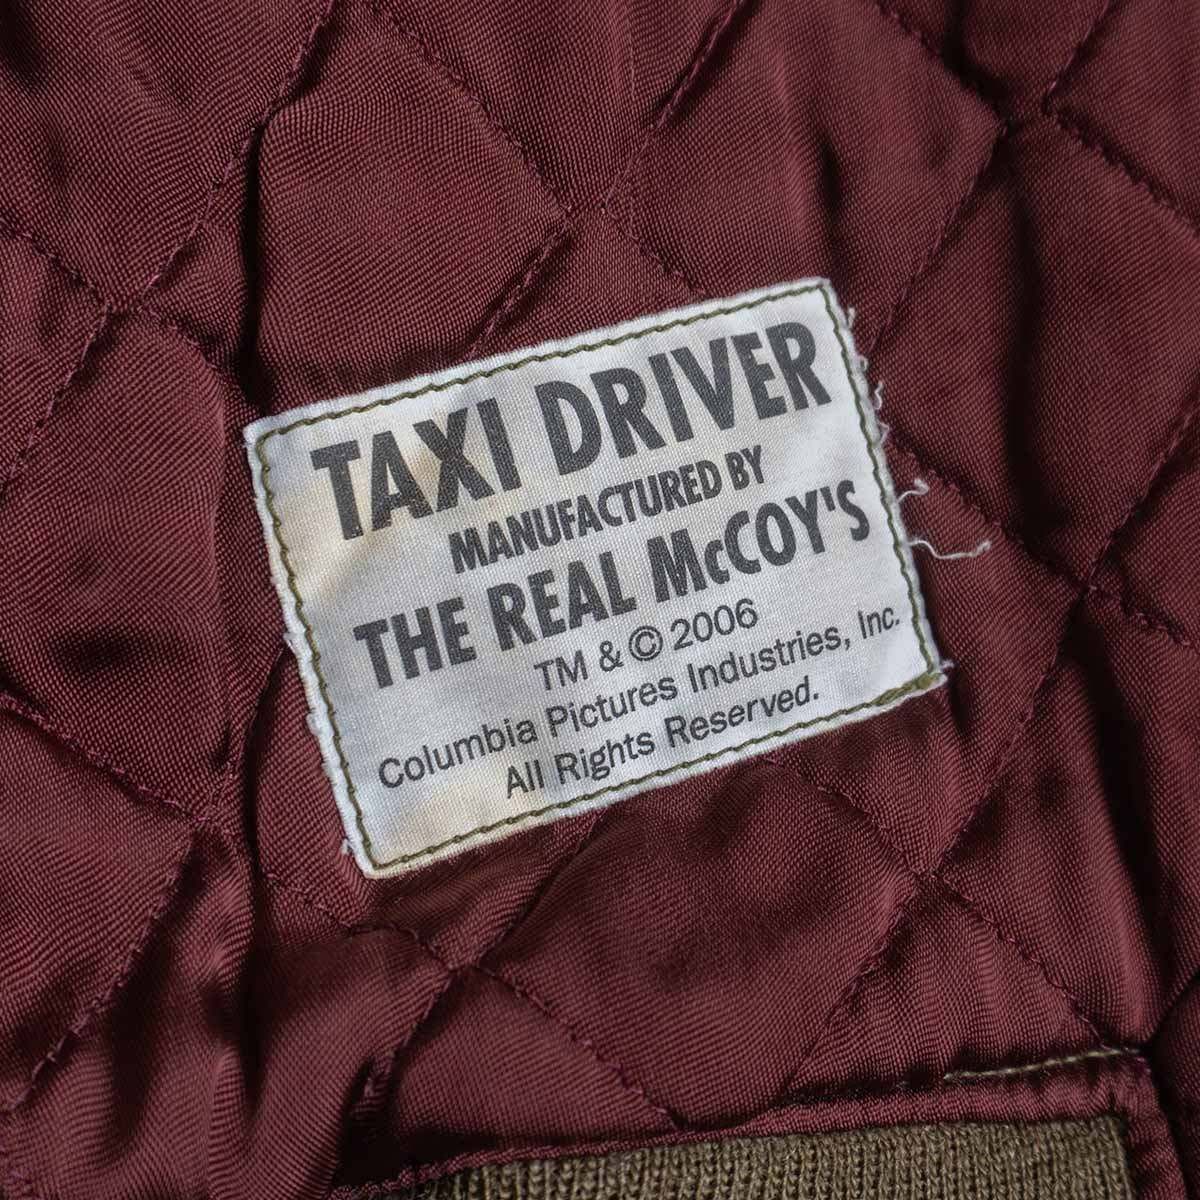 TAXI DRIVER
MANUFACTURED BY
THE REAL McCOY'S
TM & © 2006
Columbia Pictures Industries, Inc.
All Rights Reserved.